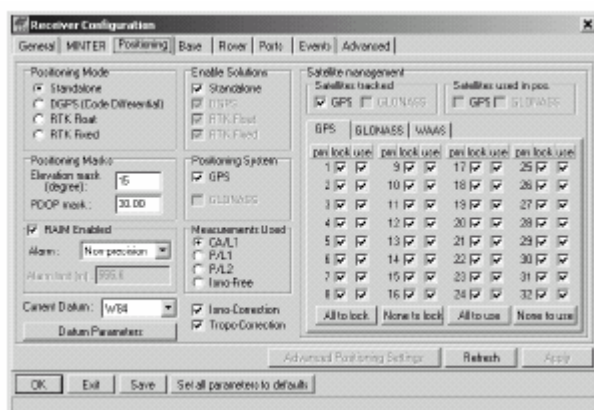 Receiver Configuration
General MINTER Positioning Base Rover Ports Events Advanced
Positioning Mode
Standalone
DGPS (Code Differential)
RTK Float
RTK Fixed
Positioning Masks
Elevation mask (degree): 15
PDOP mask: 30.00
RAIM Enabled
Alarm: Non precision
Alarm limit (m): 555.6
Current Datum: W84
Datum Parameters
Enable Solutions
Standalone
DGPS
RTK Float
RTK Fixed
Positioning System
GPS
GLONASS
Measurements Used
CA/L1
P/L1
P/L2
Iono-Free
Iono-Correction
Tropo-Correction
Satellite management
Satellites tracked
GPS GLONASS
Satellites used in pos.
GPS GLONASS
GPS GLONASS WAAS
prn lock use prn lock use prn lock use prn lock use
1 9 17 25
2 10 18 26
3 11 19 27
4 12 20 28
5 13 21 29
6 14 22 30
7 15 23 31
8 16 24 32
All to lock None to lock All to use None to use
Advanced Positioning Settings Refresh Apply
OK Exit Save Set all parameters to defaults